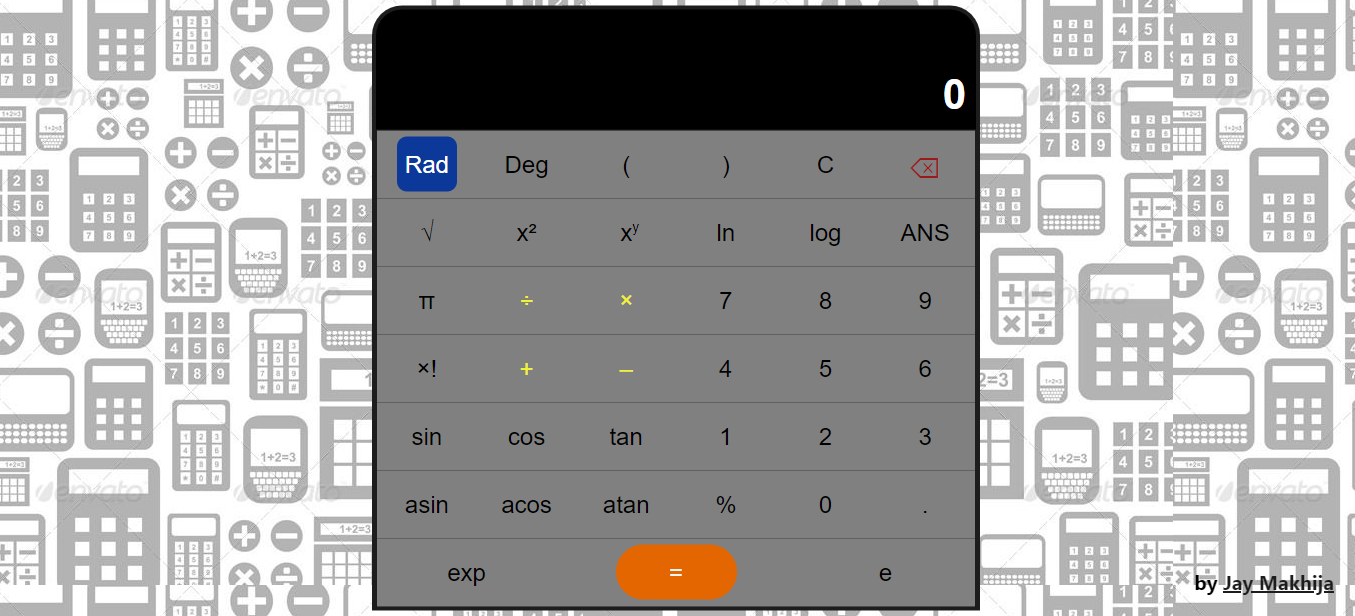 0
Rad Deg ( ) C
√ x² xʸ ln log ANS
π ÷ × 7 8 9
×! + – 4 5 6
sin cos tan 1 2 3
asin acos atan % 0 .
exp = e
by Jay Makhija